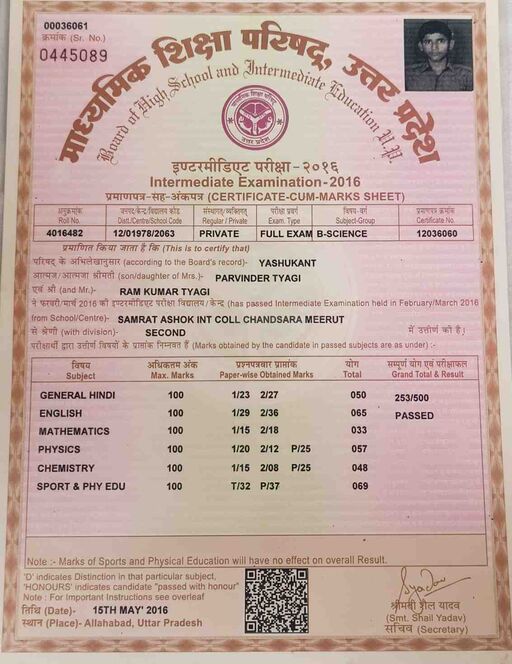 00036061
क्रमांक (Sr. No.)
0445089
माध्यमिक शिक्षा परिषद्, उत्तर प्रदेश
Board of High School and Intermediate Education U.P.
इण्टरमीडिएट परीक्षा-२०१६
Intermediate Examination-2016
प्रमाणपत्र-सह-अंकपत्र (CERTIFICATE-CUM-MARKS SHEET)
अनुक्रमांक जनपद/केन्द्र/विद्यालय कोड संस्थागत/व्यक्तिगत परीक्षा प्रवर्ग विषय-वर्ग प्रमाणपत्र क्रमांक
Roll No. Dist./Centre/School Code Regular / Private Exam. Type Subject-Group Certificate No.
4016482 12/01978/2063 PRIVATE FULL EXAM B-SCIENCE 12036060
प्रमाणित किया जाता है कि (This is to certify that)
परिषद् के अभिलेखानुसार (according to the Board's record)- YASHUKANT
आत्मज/आत्मजा श्रीमती (son/daughter of Mrs.)- PARVINDER TYAGI
एवं श्री (and Mr.)- RAM KUMAR TYAGI
ने फरवरी/मार्च 2016 की इण्टरमीडिएट परीक्षा विद्यालय/केन्द्र (has passed Intermediate Examination held in February/March 2016
from School/Centre)- SAMRAT ASHOK INT COLL CHANDSARA MEERUT
से श्रेणी (with division)- SECOND में उत्तीर्ण की है।
परीक्षार्थी द्वारा उत्तीर्ण विषयों के प्राप्तांक निम्नवत हैं (Marks obtained by the candidate in passed subjects are as under) :-
विषय अधिकतम अंक प्रश्नपत्रवार प्राप्तांक योग सम्पूर्ण योग एवं परीक्षाफल
Subject Max. Marks Paper-wise Obtained Marks Total Grand Total & Result
GENERAL HINDI 100 1/23 2/27 050 253/500
ENGLISH 100 1/29 2/36 065 PASSED
MATHEMATICS 100 1/15 2/18 033
PHYSICS 100 1/20 2/12 P/25 057
CHEMISTRY 100 1/15 2/08 P/25 048
SPORT & PHY EDU 100 T/32 P/37 069
Note :- Marks of Sports and Physical Education will have no effect on overall Result.
'D' indicates Distinction in that particular subject,
'HONOURS' indicates candidate "passed with honour"
Note : For Important Instructions see overleaf
तिथि (Date)- 15TH MAY' 2016
स्थान (Place)- Allahabad, Uttar Pradesh
श्रीमती शैल यादव
(Smt. Shail Yadav)
सचिव (Secretary)